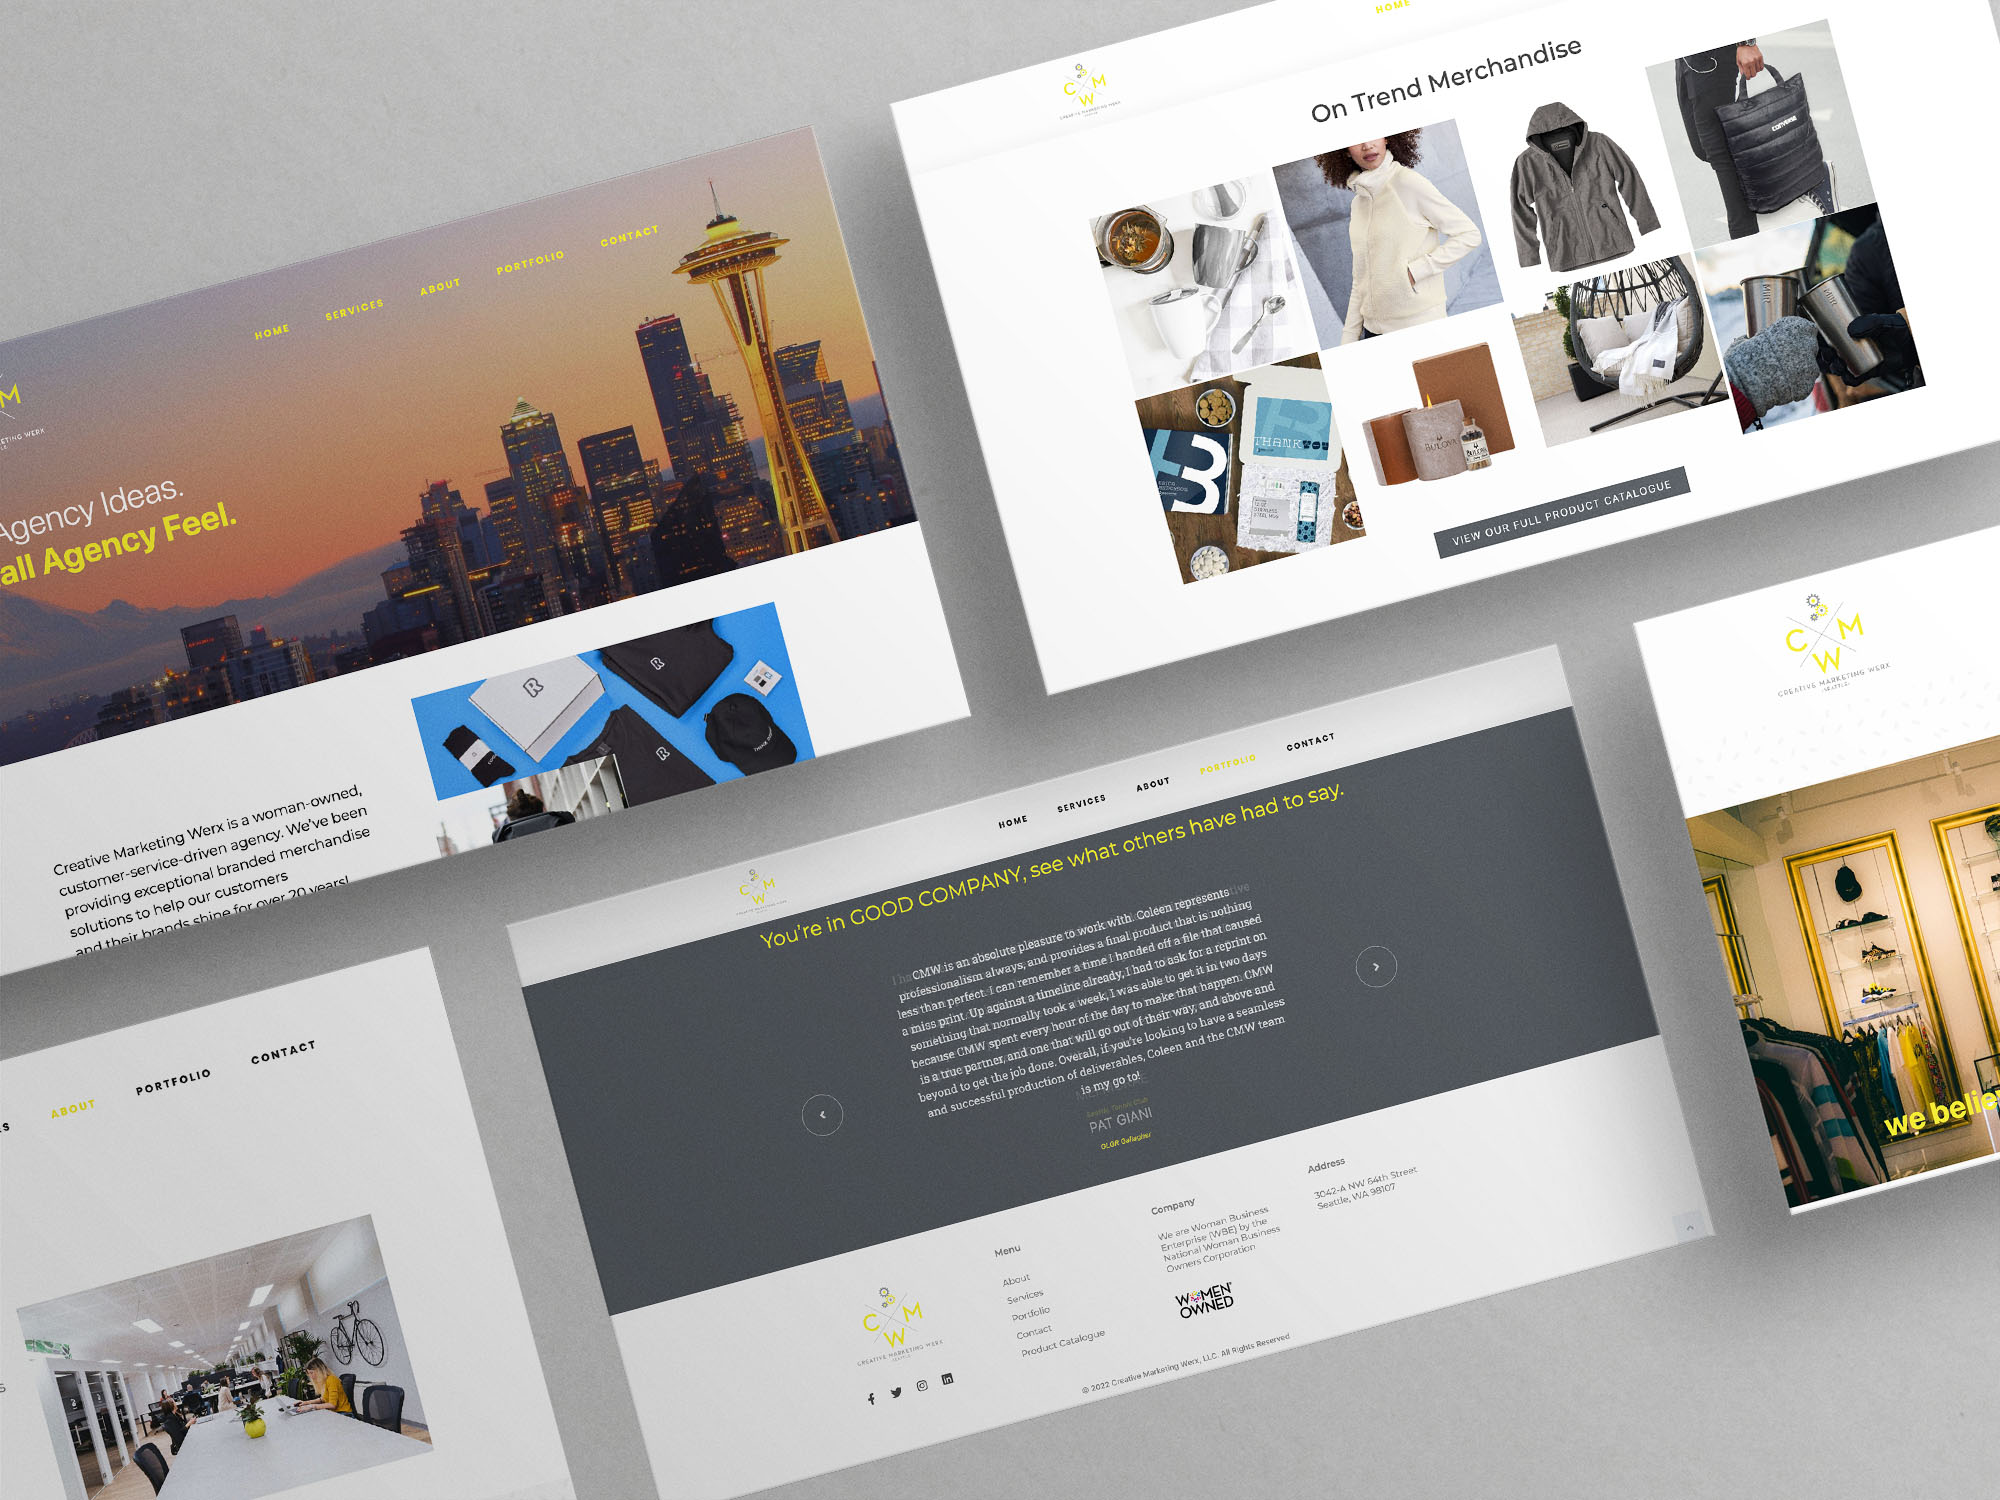 HOME
SERVICES
ABOUT
PORTFOLIO
CONTACT
M
ETING WERX
Agency Ideas.
all Agency Feel.
R
R
R
Creative Marketing Werx is a woman-owned,
customer-service-driven agency. We've been
providing exceptional branded merchandise
solutions to help our customers
and their brands shine for over 20 years!
HOME
C M
W
CREATIVE MARKETING WERX
SEATTLE
On Trend Merchandise
CONVERSE
MiiR
MiiR
THANK YOU
BULOVA
BULOVA
VIEW OUR FULL PRODUCT CATALOGUE
S
ABOUT
PORTFOLIO
CONTACT
S
HOME
SERVICES
ABOUT
PORTFOLIO
CONTACT
C M
W
You're in GOOD COMPANY, see what others have had to say.
CMW is an absolute pleasure to work with. Coleen represents
professionalism always, and provides a final product that is nothing
less than perfect. I can remember a time I handed off a file that caused
a miss print. Up against a timeline already, I had to ask for a reprint on
something that normally took a week, I was able to get it in two days
because CMW spent every hour of the day to make that happen. CMW
is a true partner, and one that will go out of their way, and above and
beyond to get the job done. Overall, if you're looking to have a seamless
and successful production of deliverables, Coleen and the CMW team
is my go to!
Seattle Tennis Club
PAT GIANI
GLGR Gallagher
C M
W
CREATIVE MARKETING WERX
SEATTLE
Menu
About
Services
Portfolio
Contact
Product Catalogue
Company
We are Woman Business
Enterprise (WBE) by the
National Woman Business
Owners Corporation
WOMEN
OWNED
Address
3042-A NW 64th Street
Seattle, WA 98107
© 2022 Creative Marketing Werx, LLC. All Rights Reserved
C M
W
CREATIVE MARKETING WERX
SEATTLE
we believ